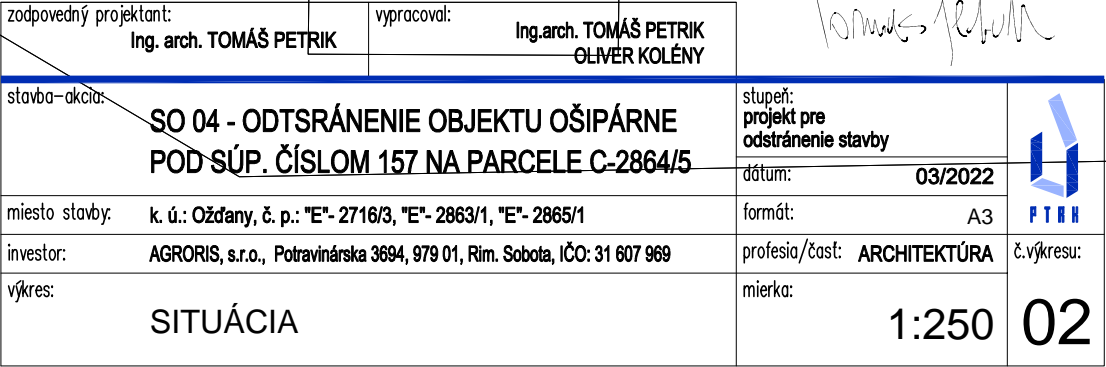 zodpovedný projektant:
Ing. arch. TOMÁŠ PETRIK
vypracoval:
Ing.arch. TOMÁŠ PETRIK
OLIVER KOLÉNY
stavba-akcia:
SO 04 - ODTSRÁNENIE OBJEKTU OŠIPÁRNE
POD SÚP. ČÍSLOM 157 NA PARCELE C-2864/5
stupeň:
projekt pre
odstránenie stavby
dátum:
03/2022
PTRK
miesto stavby:
k. ú.: Ožďany, č. p.: "E"- 2716/3, "E"- 2863/1, "E"- 2865/1
formát:
A3
investor:
AGRORIS, s.r.o., Potravinárska 3694, 979 01, Rim. Sobota, IČO: 31 607 969
profesia/časť: ARCHITEKTÚRA
č.výkresu:
výkres:
SITUÁCIA
mierka:
1:250
02